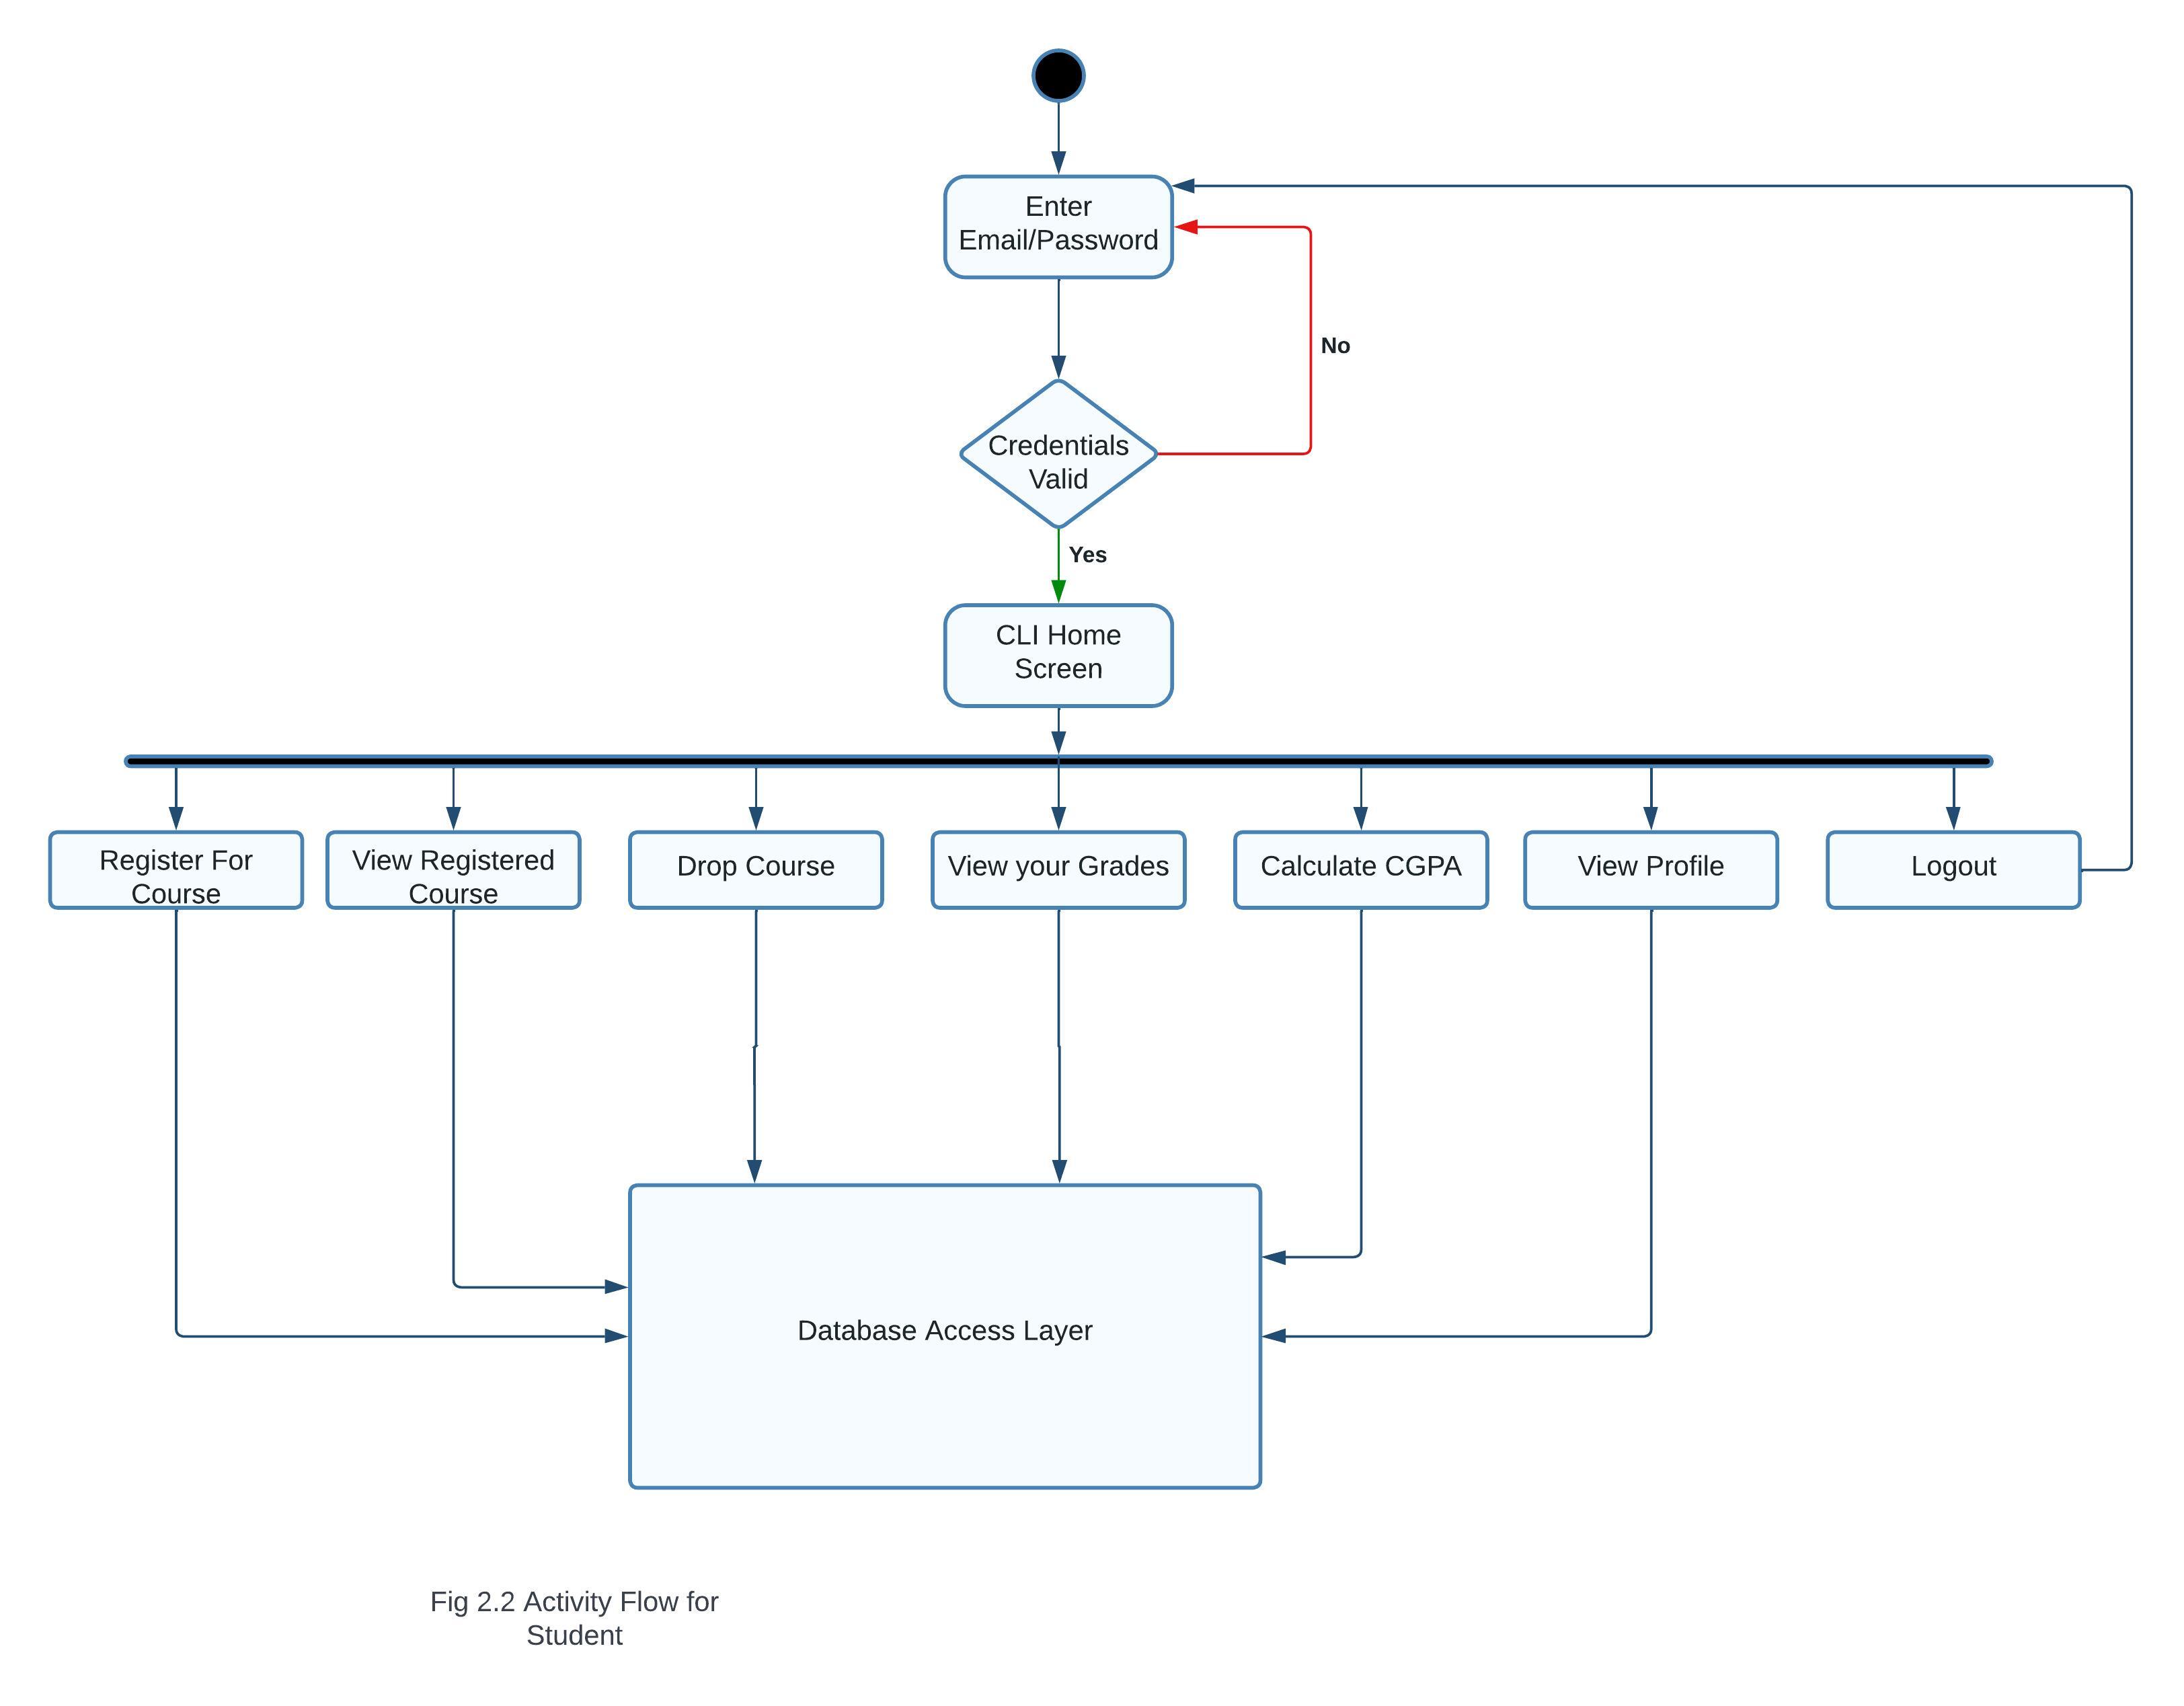 Enter
Email/Password
No
Credentials
Valid
Yes
CLI Home
Screen
Register For
Course
View Registered
Course
Drop Course
View your Grades
Calculate CGPA
View Profile
Logout
Database Access Layer
Fig 2.2 Activity Flow for
Student